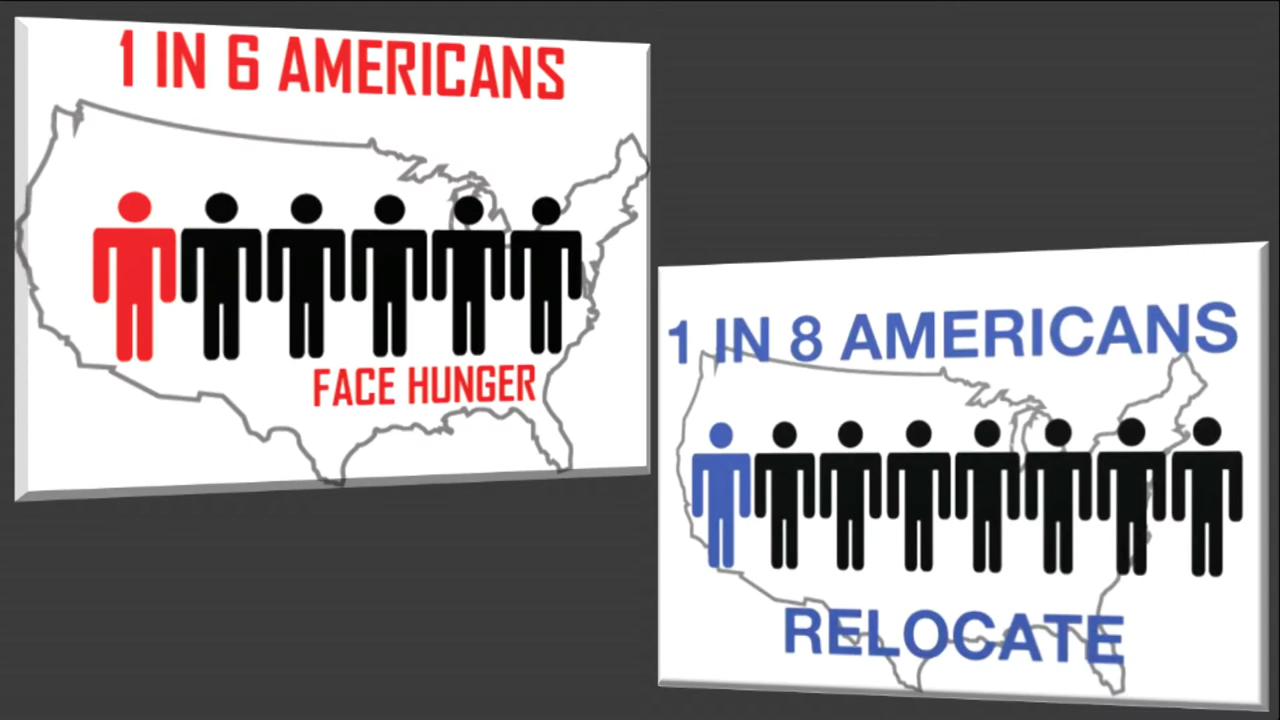 1 IN 6 AMERICANS
FACE HUNGER
1 IN 8 AMERICANS
RELOCATE